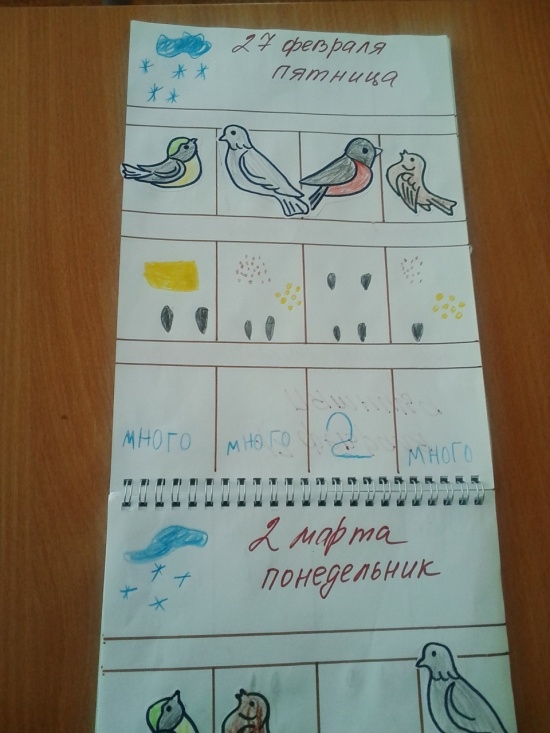 27 февраля
пятница
много много 2 много
2 марта
понедельник